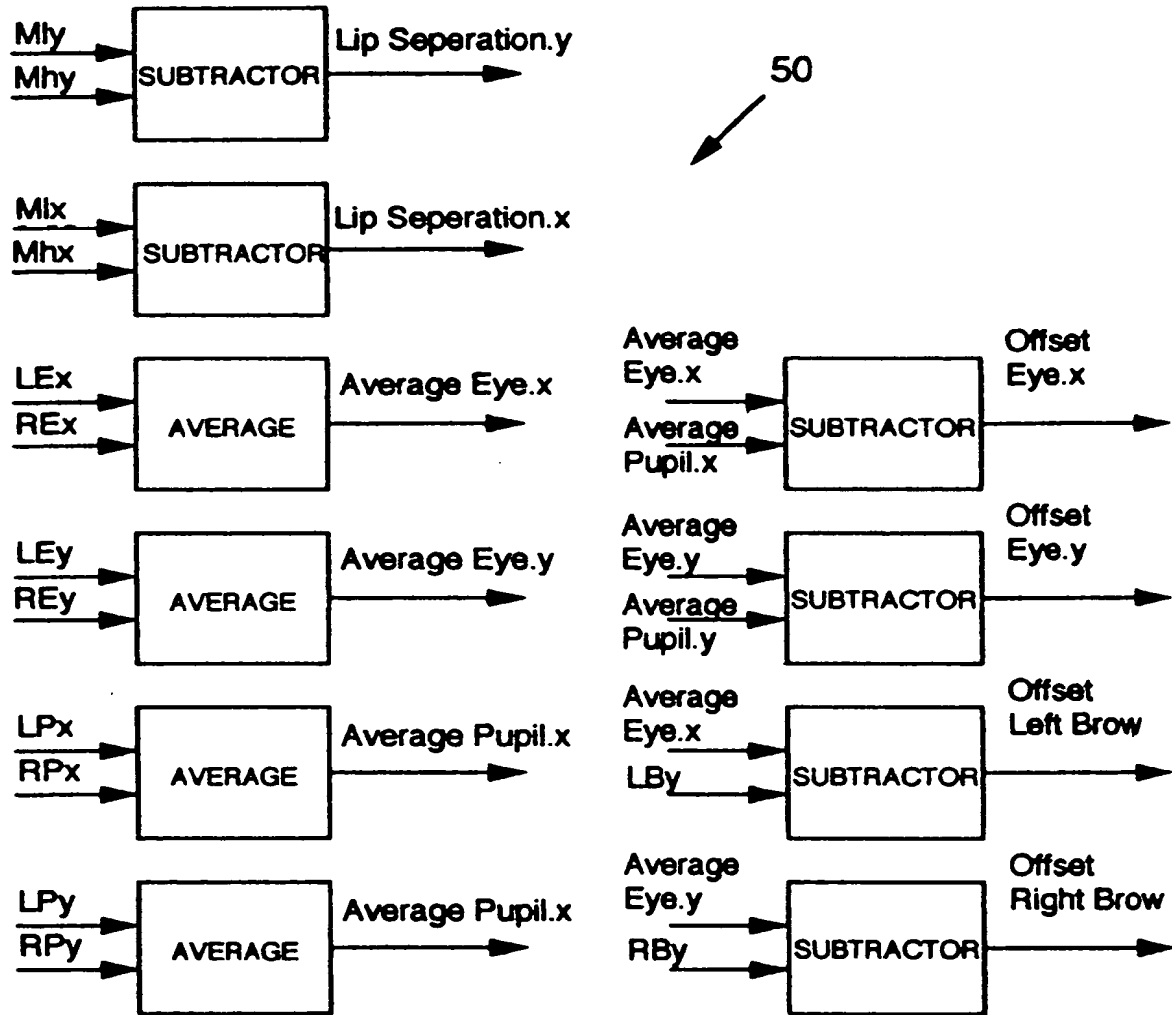 Mly
Mhy
SUBTRACTOR
Lip Seperation.y
50
Mlx
Mhx
SUBTRACTOR
Lip Seperation.x
LEx
REx
AVERAGE
Average Eye.x
Average
Eye.x
Average
Pupil.x
SUBTRACTOR
Offset
Eye.x
LEy
REy
AVERAGE
Average Eye.y
Average
Eye.y
Average
Pupil.y
SUBTRACTOR
Offset
Eye.y
LPx
RPx
AVERAGE
Average Pupil.x
Average
Eye.x
LBy
SUBTRACTOR
Offset
Left Brow
LPy
RPy
AVERAGE
Average Pupil.x
Average
Eye.y
RBy
SUBTRACTOR
Offset
Right Brow